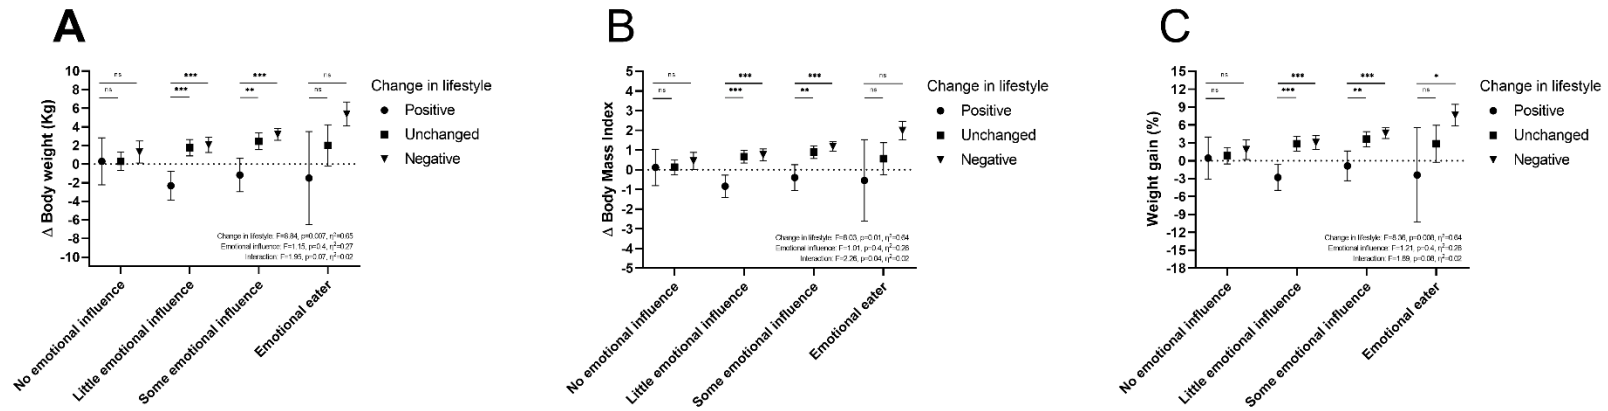 A
Δ Body weight (Kg)
10
8
6
4
2
0
-2
-4
-6
-8
-10
ns
ns
***
***
***
**
ns
ns
Change in lifestyle
Positive
Unchanged
Negative
Change in lifestyle: F=8.84, p=0.007, η²=0.65
Emotional influence: F=1.15, p=0.4, η²=0.27
Interaction: F=1.95, p=0.07, η²=0.02
No emotional influence
Little emotional influence
Some emotional influence
Emotional eater
B
Δ Body Mass Index
5
4
3
2
1
0
-1
-2
-3
-4
-5
ns
ns
***
***
***
**
ns
ns
Change in lifestyle
Positive
Unchanged
Negative
Change in lifestyle: F=8.03, p=0.01, η²=0.64
Emotional influence: F=1.01, p=0.4, η²=0.26
Interaction: F=2.26, p=0.04, η²=0.02
No emotional influence
Little emotional influence
Some emotional influence
Emotional eater
C
Weight gain (%)
15
12
9
6
3
0
-3
-6
-9
-12
-15
-18
ns
ns
***
***
***
**
*
ns
Change in lifestyle
Positive
Unchanged
Negative
Change in lifestyle: F=8.36, p=0.008, η²=0.64
Emotional influence: F=1.21, p=0.4, η²=0.28
Interaction: F=1.89, p=0.08, η²=0.02
No emotional influence
Little emotional influence
Some emotional influence
Emotional eater